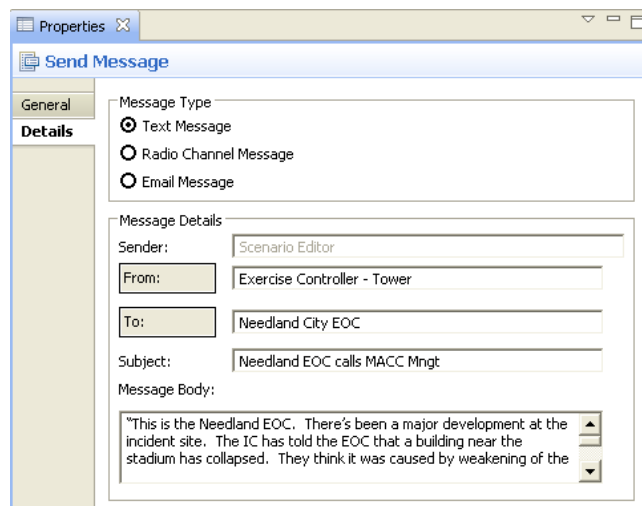 Properties
Send Message
General
Details
Message Type
Text Message
Radio Channel Message
Email Message
Message Details
Sender: Scenario Editor
From: Exercise Controller - Tower
To: Needland City EOC
Subject: Needland EOC calls MACC Mngt
Message Body:
"This is the Needland EOC. There's been a major development at the
incident site. The IC has told the EOC that a building near the
stadium has collapsed. They think it was caused by weakening of the